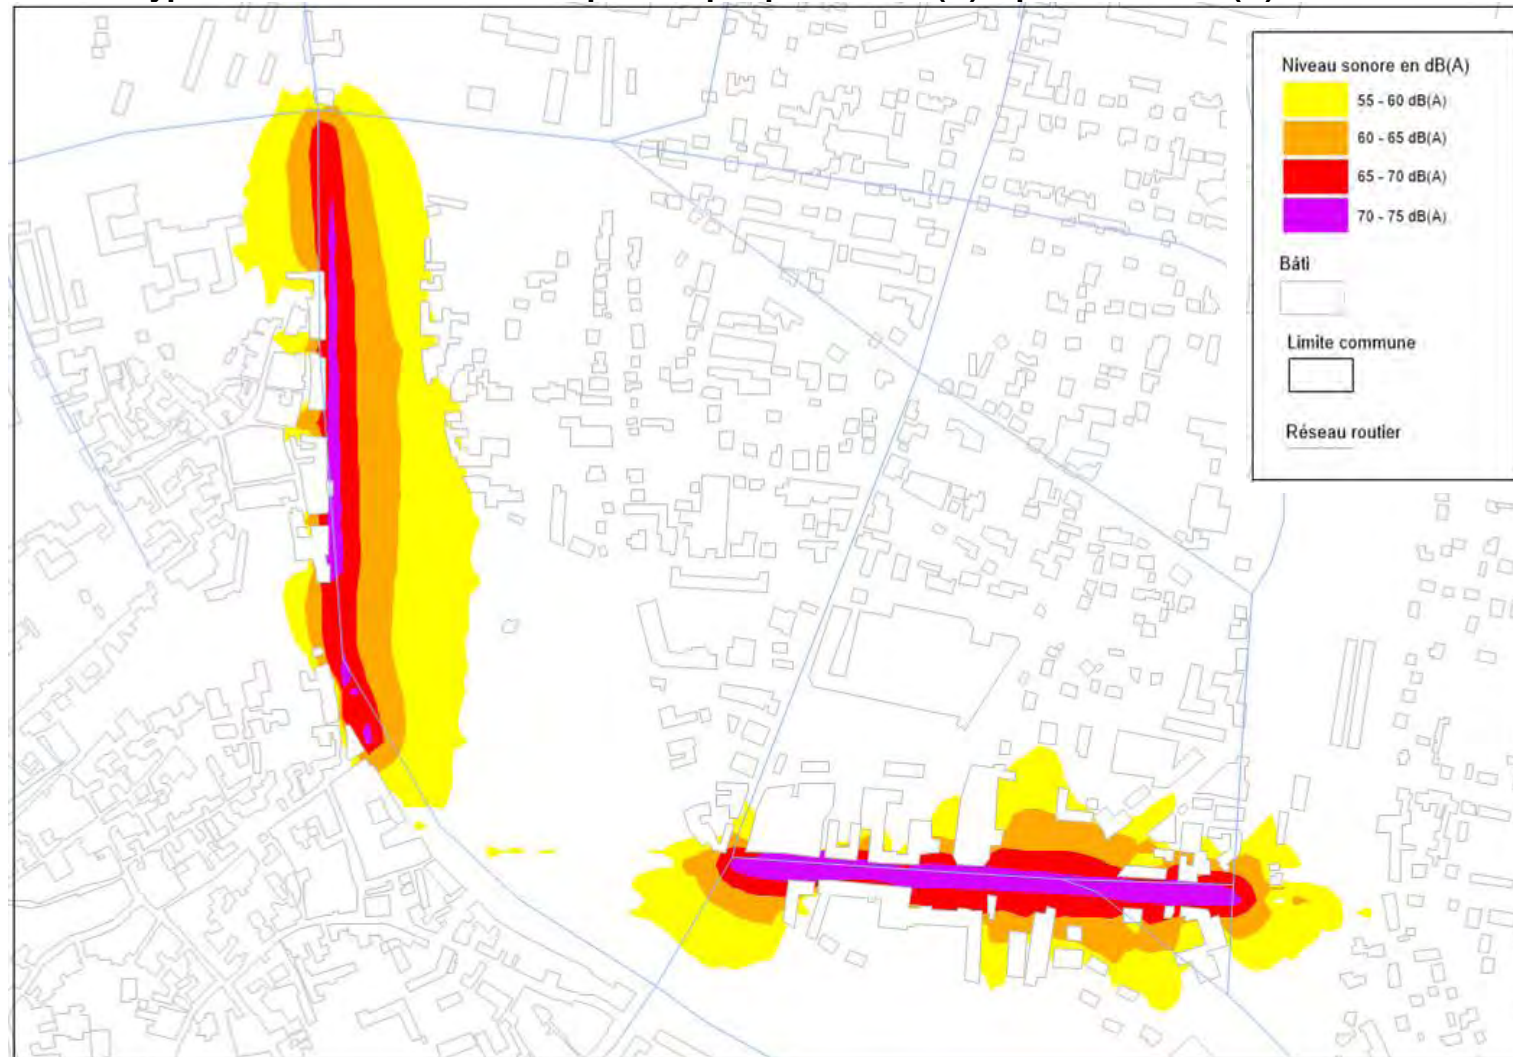 Niveau sonore en dB(A)
55 - 60 dB(A)
60 - 65 dB(A)
65 - 70 dB(A)
70 - 75 dB(A)
Bâti
Limite commune
Réseau routier